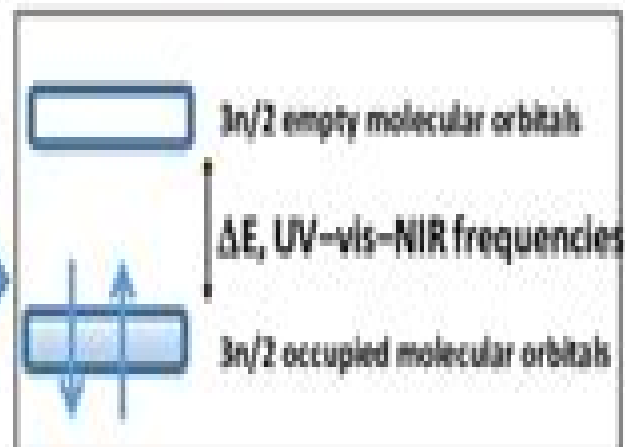 3n/2 empty molecular orbitals
ΔE, UV-vis-NIR frequencies
3n/2 occupied molecular orbitals